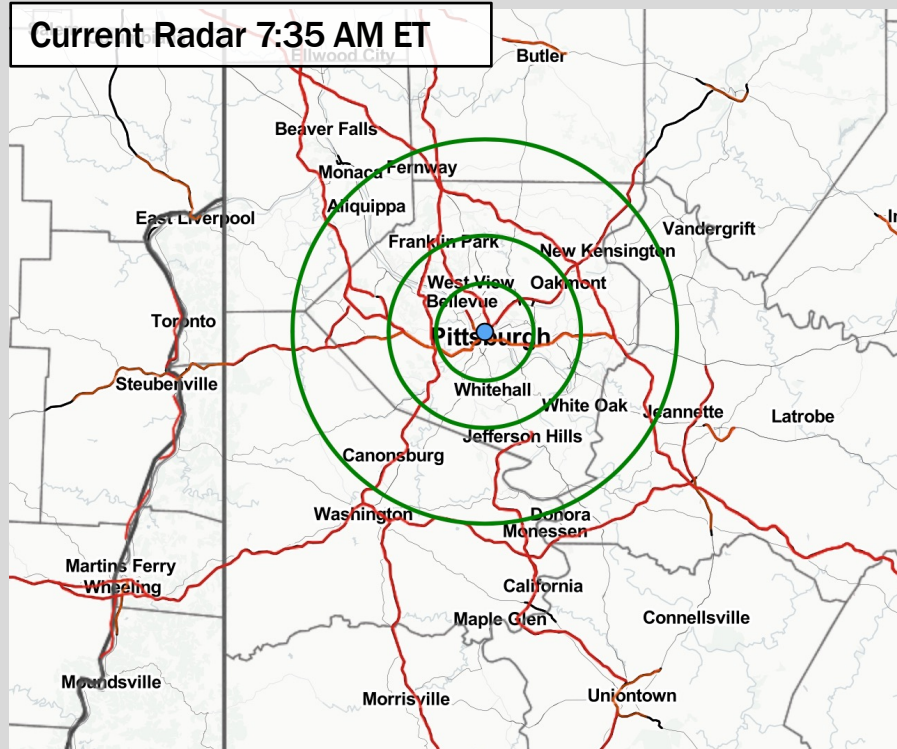 Current Radar 7:35 AM ET
Ellwood City
Butler
Beaver Falls
Monaca
Fernway
Aliquippa
East Liverpool
Vandergrift
Franklin Park
New Kensington
West View
Oakmont
Bellevue
Toronto
Pittsburgh
Steubenville
Whitehall
White Oak
Jeannette
Latrobe
Jefferson Hills
Canonsburg
Washington
Donora
Monessen
Martins Ferry
Wheeling
California
Maple Glen
Connellsville
Moundsville
Morrisville
Uniontown